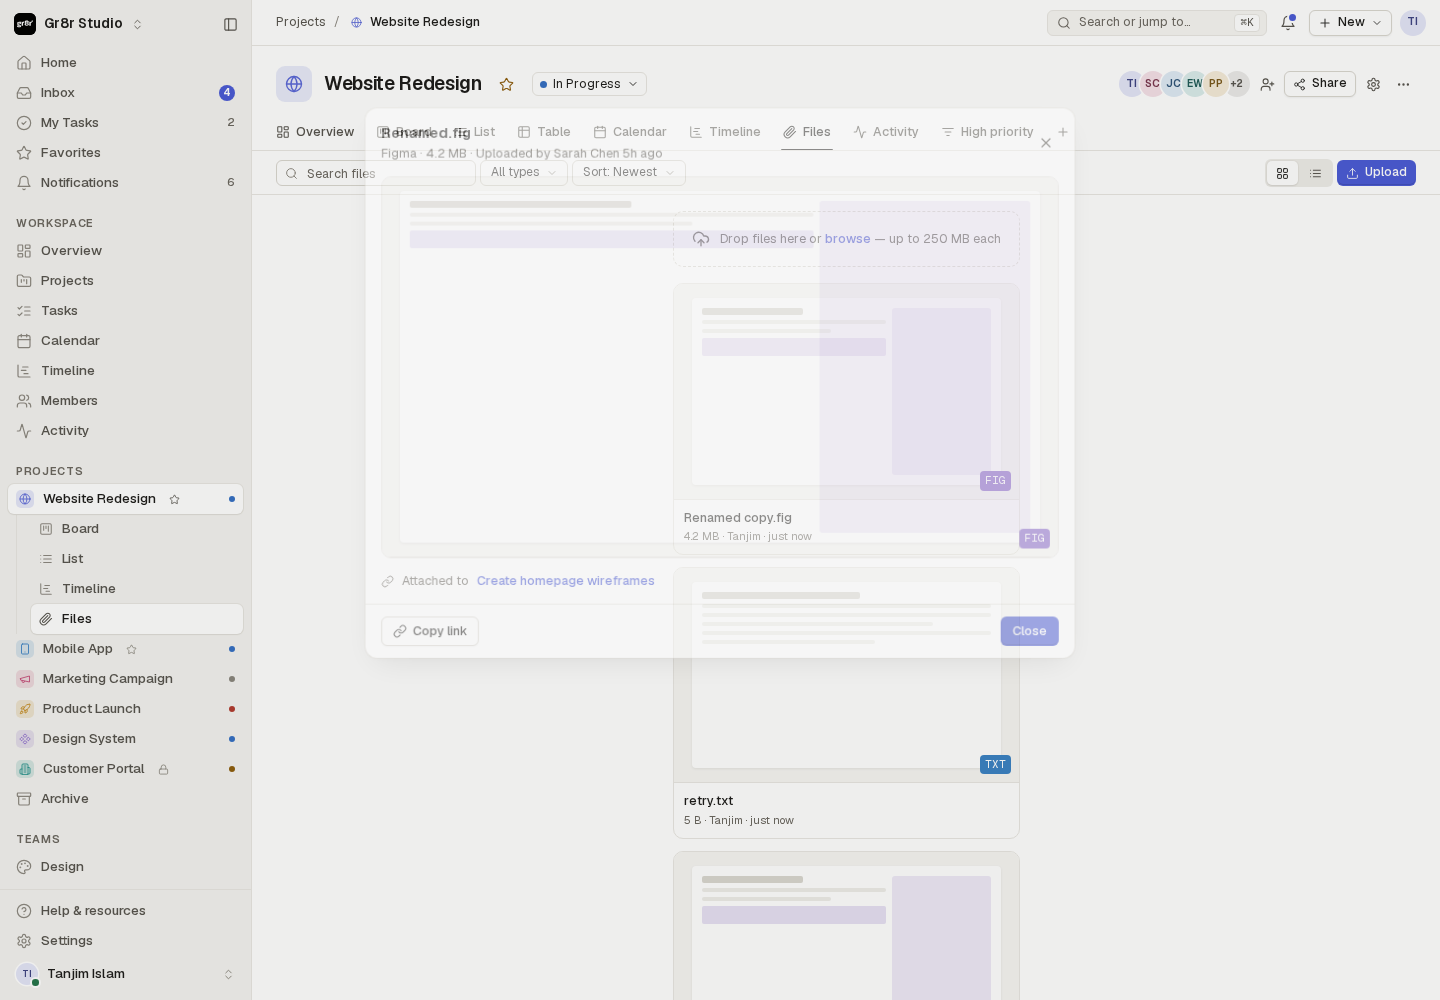 gr8r Gr8r Studio
Home
Inbox 4
My Tasks 2
Favorites
Notifications 6
WORKSPACE
Overview
Projects
Tasks
Calendar
Timeline
Members
Activity
PROJECTS
Website Redesign
Board
List
Timeline
Files
Mobile App
Marketing Campaign
Product Launch
Design System
Customer Portal
Archive
TEAMS
Design
Help & resources
Settings
TI Tanjim Islam
Projects / Website Redesign
Search or jump to... ⌘K
New
TI
Website Redesign
In Progress
TI SC JC EW PP +2
Share
Overview Board List Table Calendar Timeline Files Activity High priority
Search files
All types
Sort: Newest
Upload
Renamed.fig
Figma · 4.2 MB · Uploaded by Sarah Chen 5h ago
Drop files here or browse — up to 250 MB each
FIG
Renamed copy.fig
4.2 MB · Tanjim · just now
FIG
Attached to Create homepage wireframes
Copy link
Close
TXT
retry.txt
5 B · Tanjim · just now